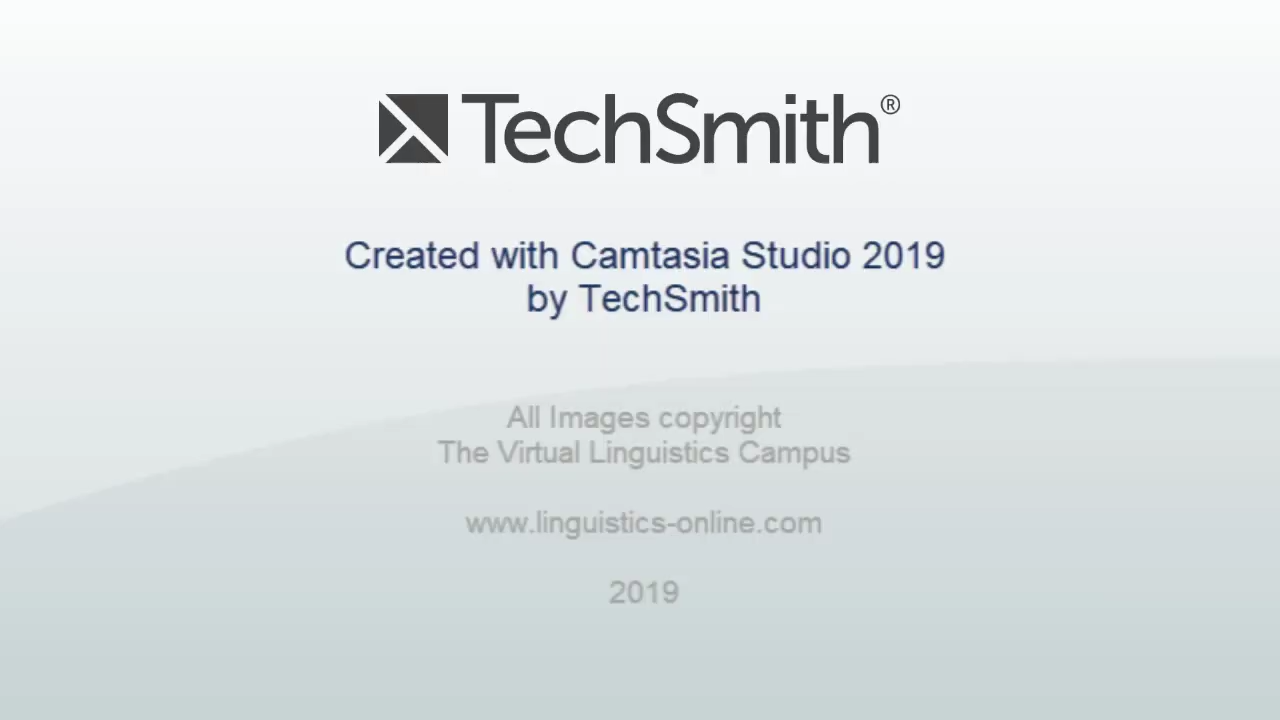 TechSmith®
Created with Camtasia Studio 2019
by TechSmith
All Images copyright
The Virtual Linguistics Campus
www.linguistics-online.com
2019